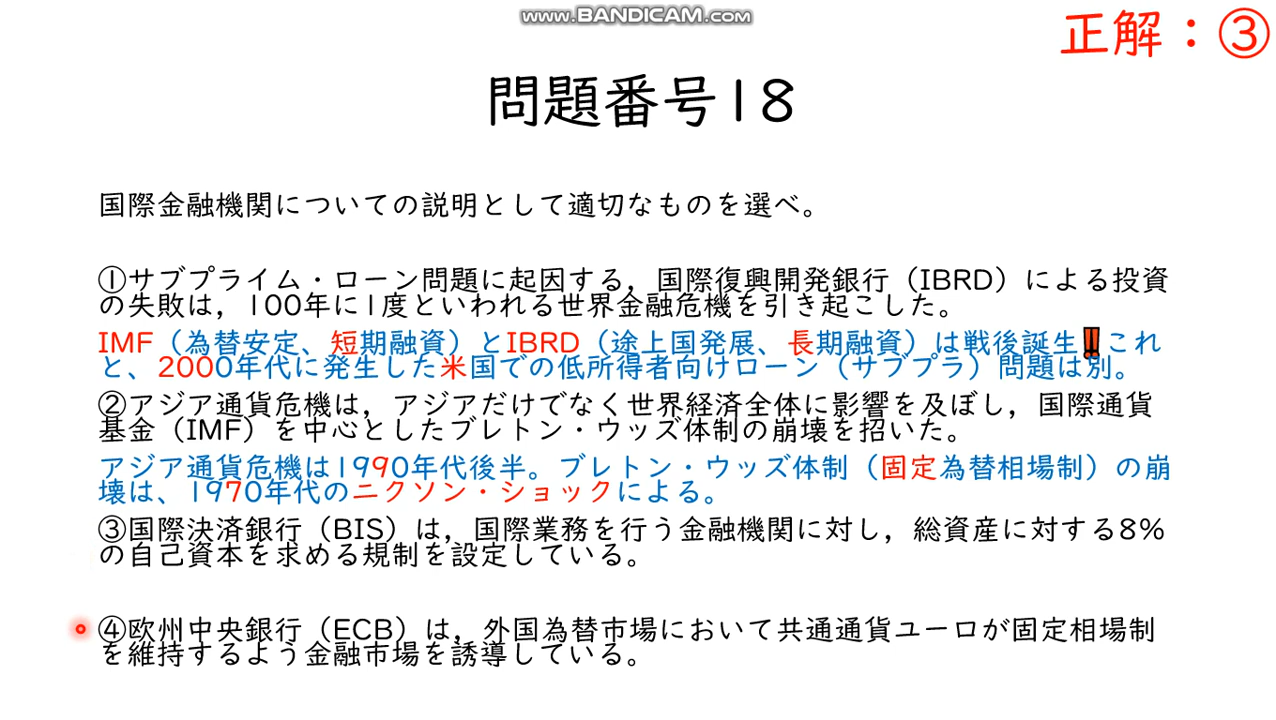 www.BANDICAM.com
正解：③
問題番号18
国際金融機関についての説明として適切なものを選べ。
①サブプライム・ローン問題に起因する，国際復興開発銀行（IBRD）による投資
の失敗は，100年に1度といわれる世界金融危機を引き起こした。
IMF（為替安定、短期融資）とIBRD（途上国発展、長期融資）は戦後誕生‼これ
と、2000年代に発生した米国での低所得者向けローン（サブプラ）問題は別。
②アジア通貨危機は，アジアだけでなく世界経済全体に影響を及ぼし，国際通貨
基金（IMF）を中心としたブレトン・ウッズ体制の崩壊を招いた。
アジア通貨危機は1990年代後半。ブレトン・ウッズ体制（固定為替相場制）の崩
壊は、1970年代のニクソン・ショックによる。
③国際決済銀行（BIS）は，国際業務を行う金融機関に対し，総資産に対する8%
の自己資本を求める規制を設定している。
④欧州中央銀行（ECB）は，外国為替市場において共通通貨ユーロが固定相場制
を維持するよう金融市場を誘導している。